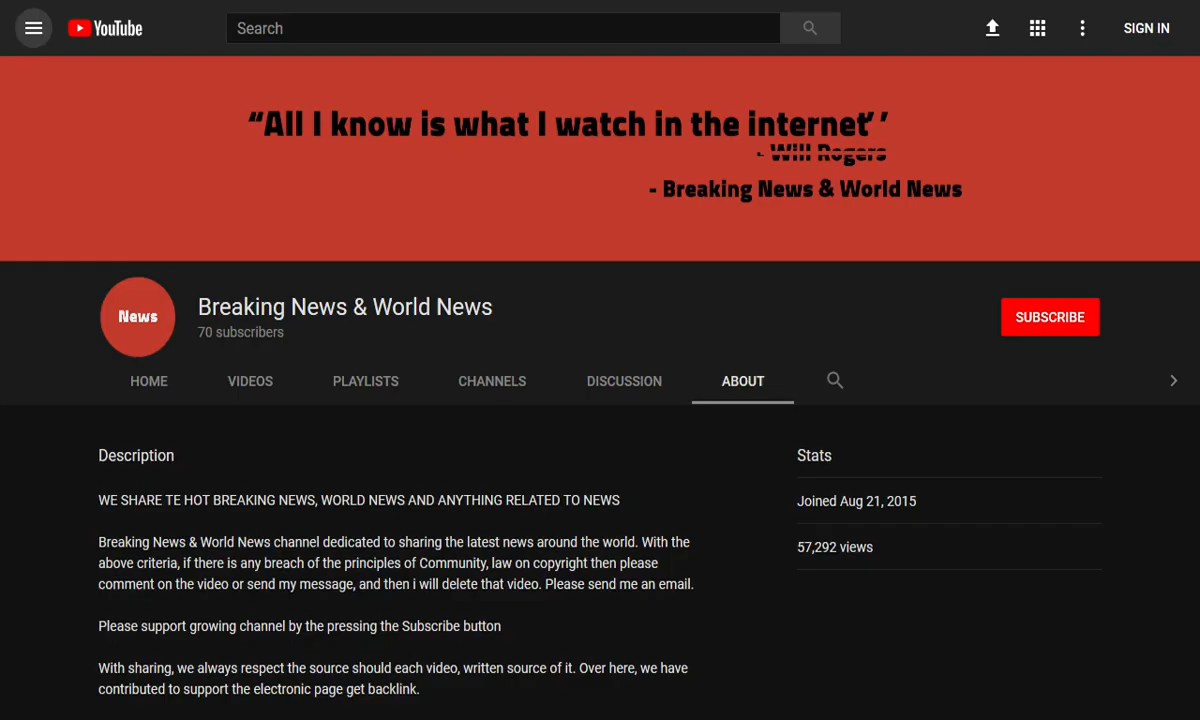 YouTube
Search
SIGN IN
“All I know is what I watch in the internet’’
- Will Rogers
- Breaking News & World News
News
Breaking News & World News
70 subscribers
SUBSCRIBE
HOME VIDEOS PLAYLISTS CHANNELS DISCUSSION ABOUT
Description
WE SHARE TE HOT BREAKING NEWS, WORLD NEWS AND ANYTHING RELATED TO NEWS
Breaking News & World News channel dedicated to sharing the latest news around the world. With the
above criteria, if there is any breach of the principles of Community, law on copyright then please
comment on the video or send my message, and then i will delete that video. Please send me an email.
Please support growing channel by the pressing the Subscribe button
With sharing, we always respect the source should each video, written source of it. Over here, we have
contributed to support the electronic page get backlink.
Stats
Joined Aug 21, 2015
57,292 views